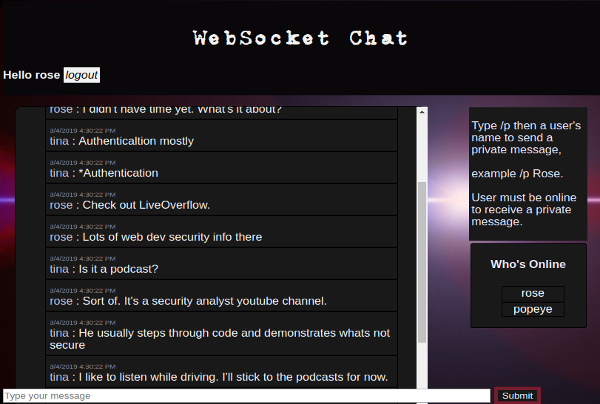 WebSocket Chat
Hello rose logout
rose : I didn't have time yet. What's it about?
3/4/2019 4:30:22 PM
tina : Authenticaltion mostly
3/4/2019 4:30:22 PM
tina : *Authentication
3/4/2019 4:30:22 PM
rose : Check out LiveOverflow.
3/4/2019 4:30:22 PM
rose : Lots of web dev security info there
3/4/2019 4:30:22 PM
tina : Is it a podcast?
3/4/2019 4:30:22 PM
rose : Sort of. It's a security analyst youtube channel.
3/4/2019 4:30:22 PM
tina : He usually steps through code and demonstrates whats not
secure
3/4/2019 4:30:22 PM
tina : I like to listen while driving. I'll stick to the podcasts for now.
Type /p then a user's
name to send a
private message,
example /p Rose.
User must be online
to receive a private
message.
Who's Online
rose
popeye
Type your message
Submit